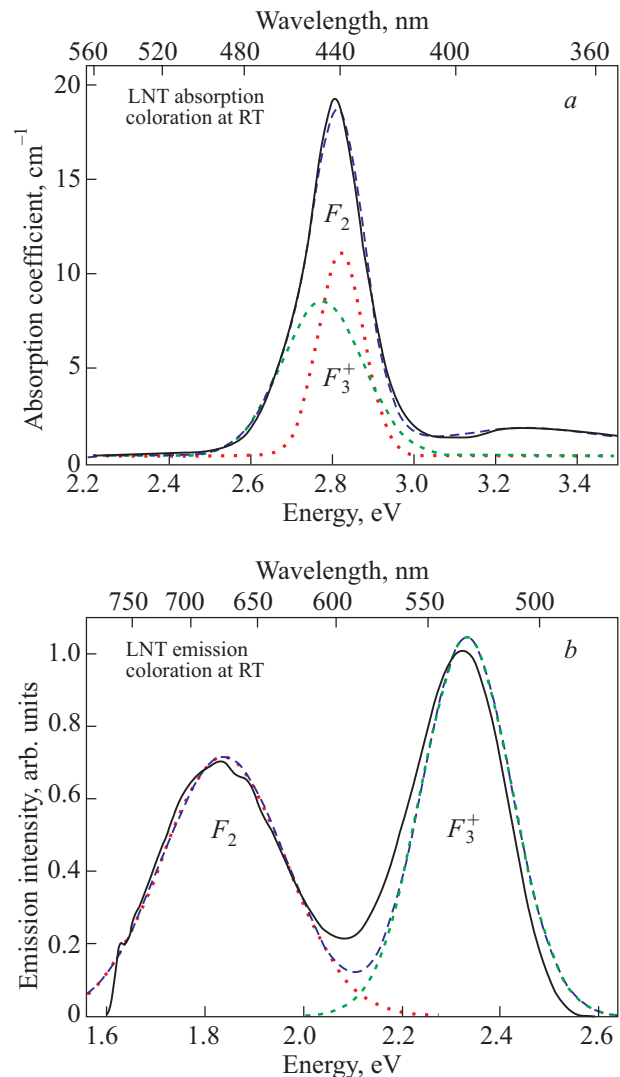 Wavelength, nm
560 520 480 440 400 360
LNT absorption
coloration at RT
a
20
15
10
5
0
Absorption coefficient, cm⁻¹
F₂
F₃⁺
2.2 2.4 2.6 2.8 3.0 3.2 3.4
Energy, eV
Wavelength, nm
750 700 650 600 550 500
LNT emission
coloration at RT
b
1.0
0.8
0.6
0.4
0.2
0
Emission intensity, arb. units
F₂
F₃⁺
1.6 1.8 2.0 2.2 2.4 2.6
Energy, eV